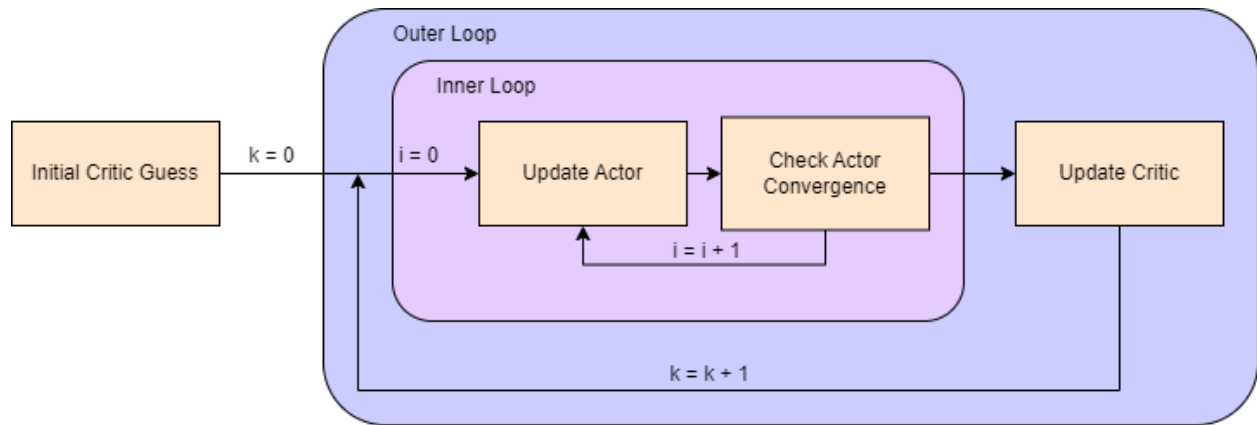 Outer Loop
Inner Loop
Initial Critic Guess
k = 0
i = 0
Update Actor
Check Actor
Convergence
Update Critic
i = i + 1
k = k + 1